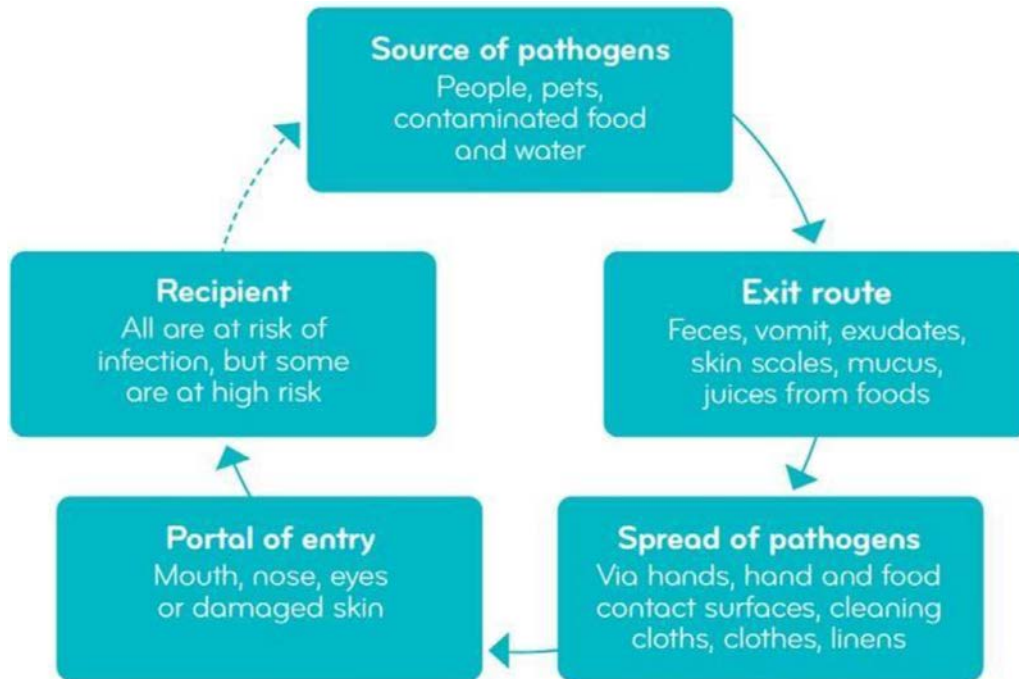 Source of pathogens
People, pets,
contaminated food
and water
Exit route
Feces, vomit, exudates,
skin scales, mucus,
juices from foods
Spread of pathogens
Via hands, hand and food
contact surfaces, cleaning
cloths, clothes, linens
Portal of entry
Mouth, nose, eyes
or damaged skin
Recipient
All are at risk of
infection, but some
are at high risk